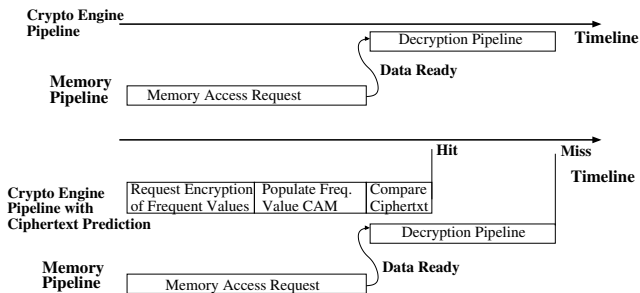 Crypto Engine
Pipeline
Decryption Pipeline
Timeline
Data Ready
Memory
Pipeline
Memory Access Request
Hit
Miss
Timeline
Crypto Engine
Pipeline with
Ciphertext Prediction
Request Encryption
of Frequent Values
Populate Freq.
Value CAM
Compare
Ciphertxt
Decryption Pipeline
Data Ready
Memory
Pipeline
Memory Access Request